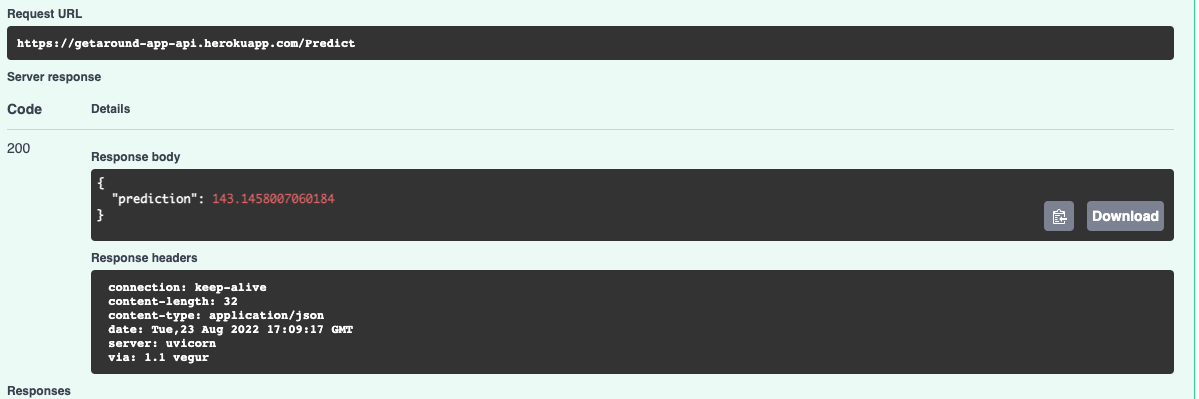 Request URL
https://getaround-app-api.herokuapp.com/Predict
Server response
Code Details
200
Response body
{
"prediction": 143.1458007060184
}
Download
Response headers
connection: keep-alive
content-length: 32
content-type: application/json
date: Tue,23 Aug 2022 17:09:17 GMT
server: uvicorn
via: 1.1 vegur
Responses